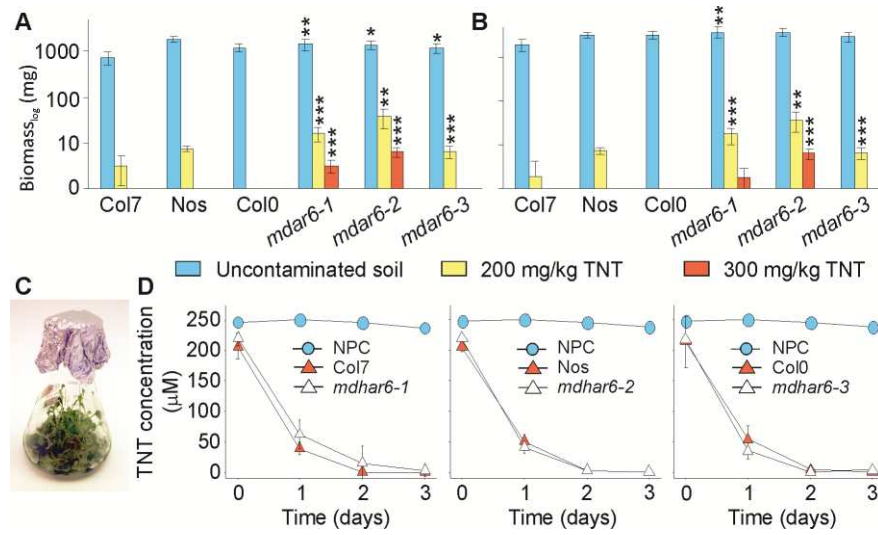 A
B
Biomass_log (mg)
1000
100
10
0
** * *
*** *** ** *** ***
**
*** ** *** ***
Col7 Nos Col0 mdar6-1 mdar6-2 mdar6-3
Col7 Nos Col0 mdar6-1 mdar6-2 mdar6-3
Uncontaminated soil 200 mg/kg TNT 300 mg/kg TNT
C
D
TNT concentration
(µM)
250
200
150
100
50
0
NPC
Col7
mdhar6-1
NPC
Nos
mdhar6-2
NPC
Col0
mdhar6-3
0 1 2 3
0 1 2 3
0 1 2 3
Time (days)
Time (days)
Time (days)